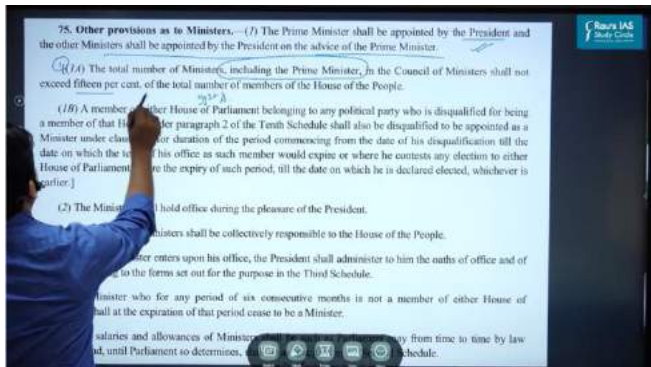 75. Other provisions as to Ministers.—(1) The Prime Minister shall be appointed by the President and
the other Ministers shall be appointed by the President on the advice of the Prime Minister.
(1A) The total number of Ministers, including the Prime Minister, in the Council of Ministers shall not
exceed fifteen per cent. of the total number of members of the House of the People.
(1B) A member of either House of Parliament belonging to any political party who is disqualified for being
a member of that under paragraph 2 of the Tenth Schedule shall also be disqualified to be appointed as a
Minister under for duration of the period commencing from the date of his disqualification till the
date on which the of his office as such member would expire or where he contests any election to either
House of Parliament the expiry of such period, till the date on which he is declared elected, whichever is
earlier.]
(2) The hold office during the pleasure of the President.
shall be collectively responsible to the House of the People.
enters upon his office, the President shall administer to him the oaths of office and of
to the forms set out for the purpose in the Third Schedule.
who for any period of six consecutive months is not a member of either House of
at the expiration of that period cease to be a Minister.
salaries and allowances of Ministers shall be such as Parliament may from time to time by law
until Parliament so determines, Schedule.
Rau's IAS
Study Circle